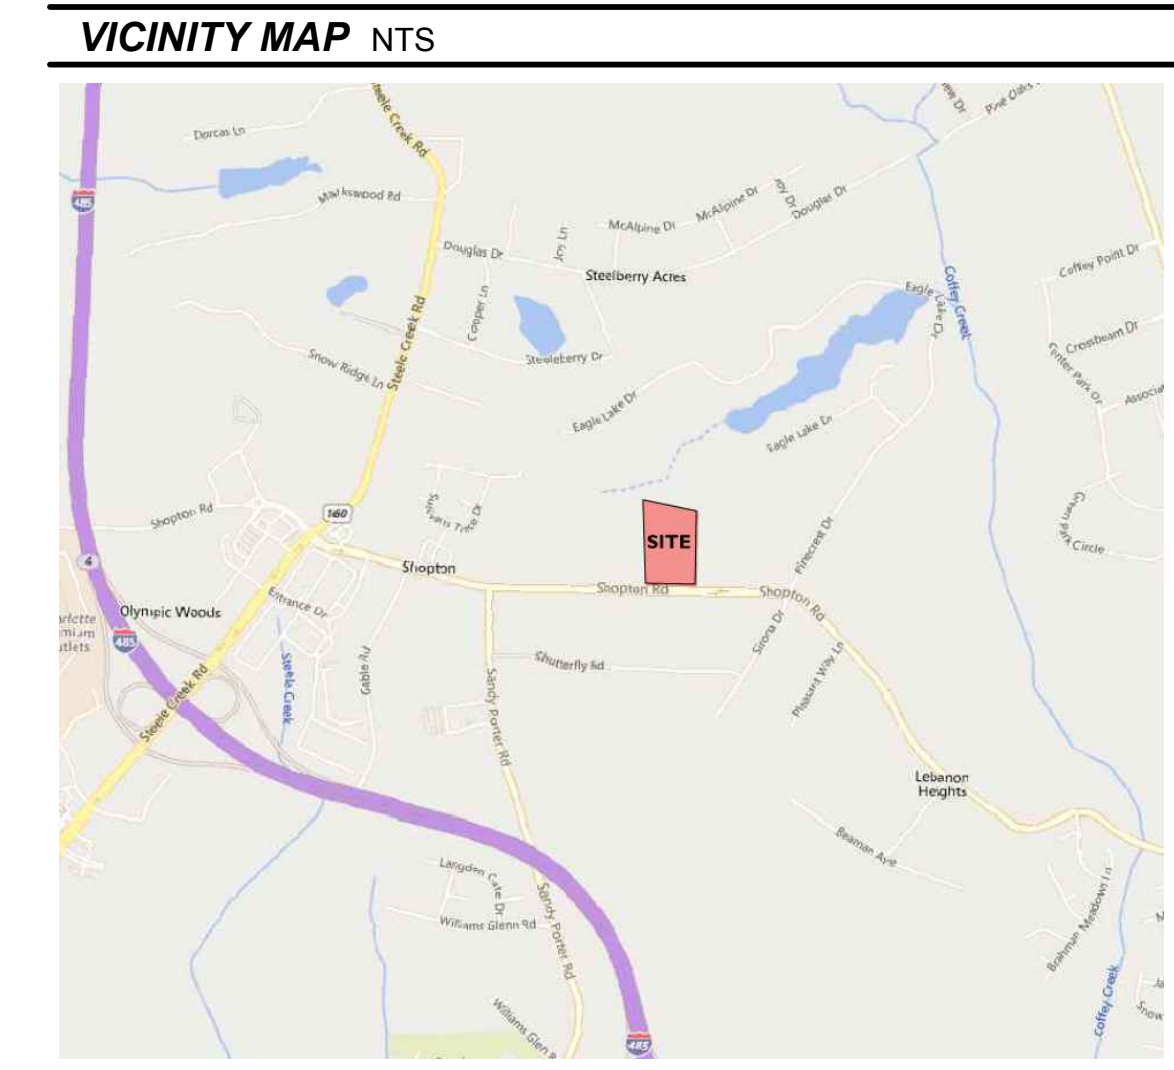 VICINITY MAP NTS
Steele Creek Rd
Pine Oaks
Dorcas Ln
485
Markswood Rd
McAlpine Dr
McAlpine Dr
Joy Dr
Douglas Dr
Douglas Dr
Joy Ln
Steelberry Acres
Coffey Point Dr
Coffey Creek
Eagle Lake Dr
Cooper Ln
Steele Creek Rd
Crossbeam Dr
Center Park Dr
Snow Ridge Ln
Steeleberry Dr
Eagle Lake Dr
Eagle Lake Dr
Shopton Rd
160
Green Park Circle
SITE
Pinecrest Dr
4
Shopton
Shopton Rd
Shopton Rd
Olympic Woods
Entrance Dr
485
Sirona Dr
Steele Creek
Gable Rd
Shutterfly Rd
Pleasant Way Ln
Steele Creek Rd
Sandy Porter Rd
Lebanon
Heights
Beaman Ave
Langdon Gate Dr
Williams Glenn Rd
Sandy Porter Rd
Brahman Meadows Ln
Coffey Creek
Williams Glen
485